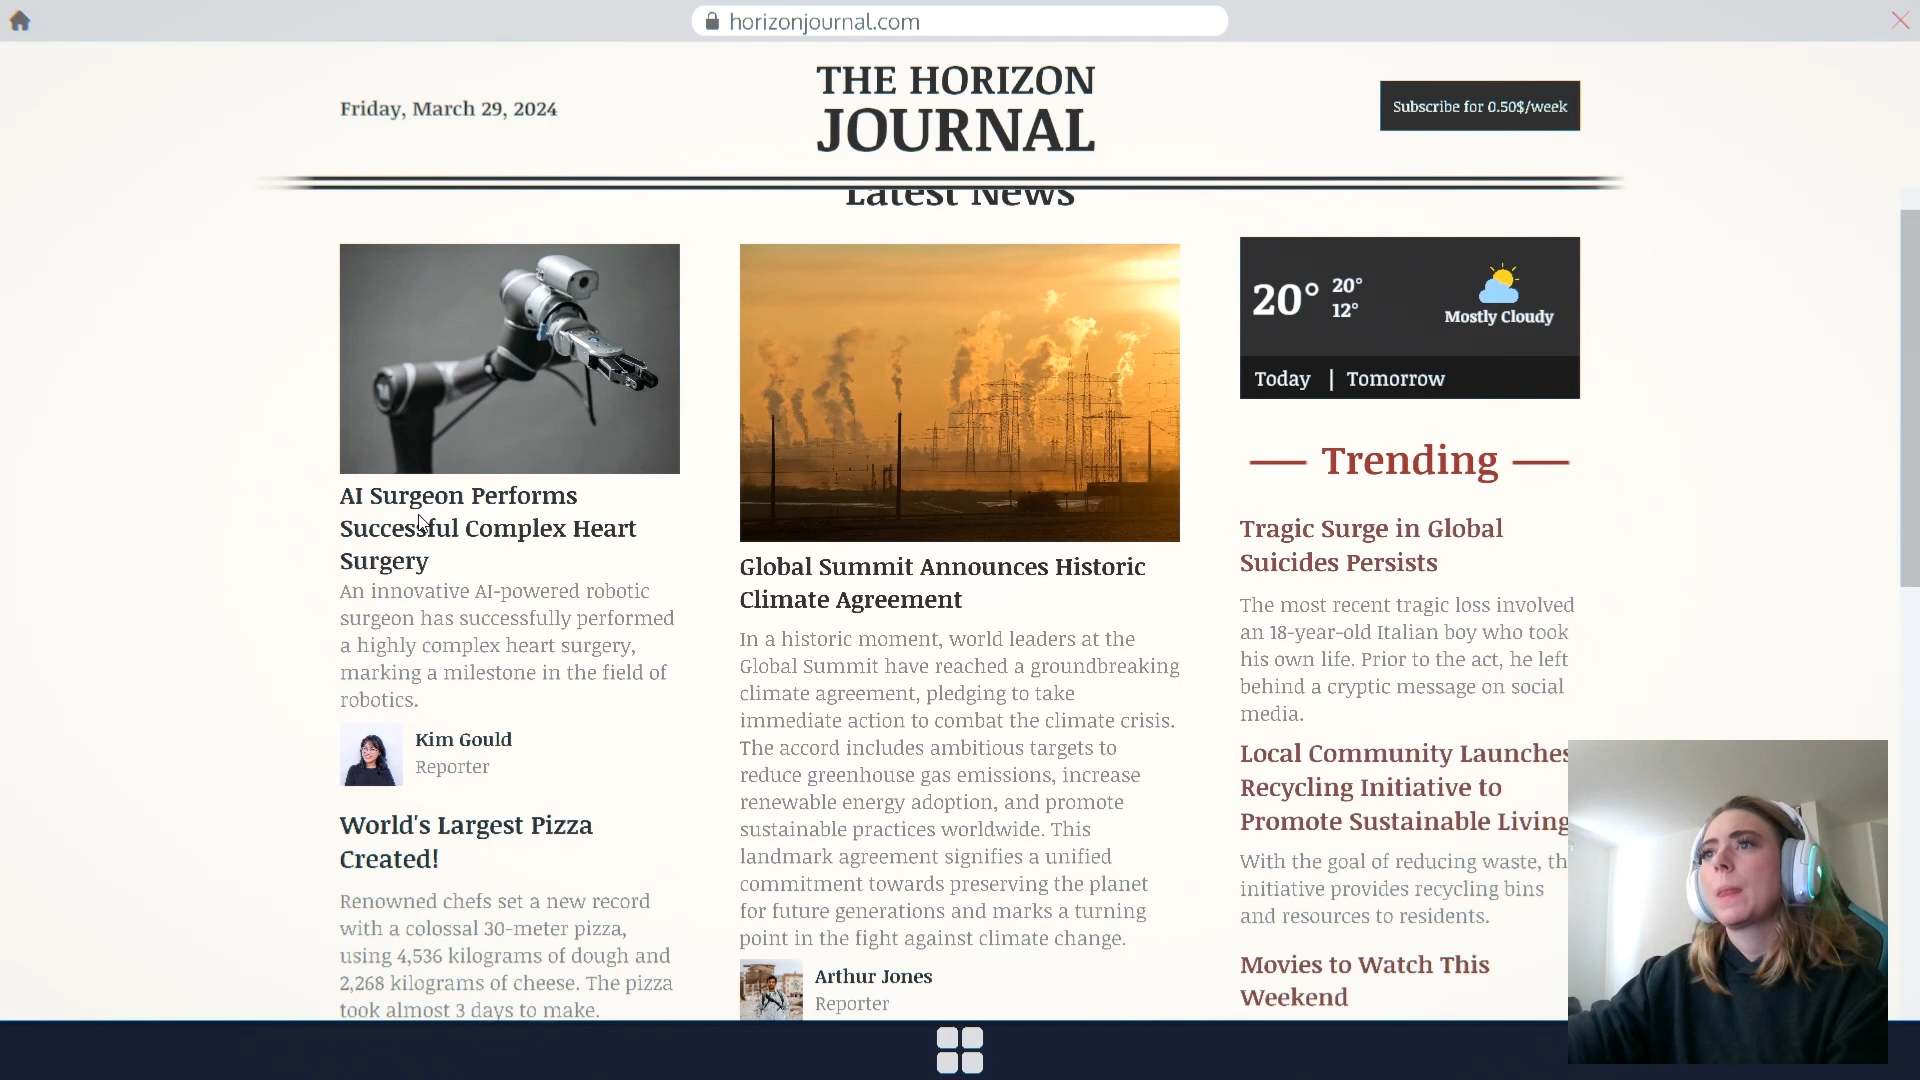 horizonjournal.com
Friday, March 29, 2024
THE HORIZON
JOURNAL
Subscribe for 0.50$/week
Latest News
AI Surgeon Performs
Successful Complex Heart
Surgery
An innovative AI-powered robotic
surgeon has successfully performed
a highly complex heart surgery,
marking a milestone in the field of
robotics.
Kim Gould
Reporter
World's Largest Pizza
Created!
Renowned chefs set a new record
with a colossal 30-meter pizza,
using 4,536 kilograms of dough and
2,268 kilograms of cheese. The pizza
took almost 3 days to make.
Global Summit Announces Historic
Climate Agreement
In a historic moment, world leaders at the
Global Summit have reached a groundbreaking
climate agreement, pledging to take
immediate action to combat the climate crisis.
The accord includes ambitious targets to
reduce greenhouse gas emissions, increase
renewable energy adoption, and promote
sustainable practices worldwide. This
landmark agreement signifies a unified
commitment towards preserving the planet
for future generations and marks a turning
point in the fight against climate change.
Arthur Jones
Reporter
20° 20°
12°
Mostly Cloudy
Today | Tomorrow
Trending
Tragic Surge in Global
Suicides Persists
The most recent tragic loss involved
an 18-year-old Italian boy who took
his own life. Prior to the act, he left
behind a cryptic message on social
media.
Local Community Launches
Recycling Initiative to
Promote Sustainable Living
With the goal of reducing waste, th
initiative provides recycling bins
and resources to residents.
Movies to Watch This
Weekend